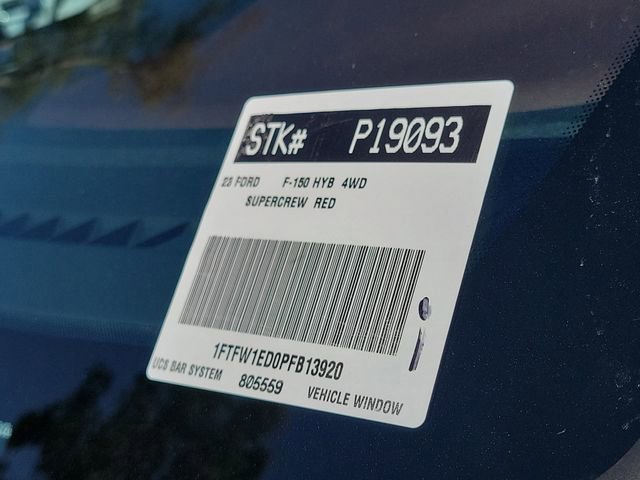 STK# P19093
23 FORD F-150 HYB 4WD
SUPERCREW RED
1FTFW1ED0PFB13920
UCS BAR SYSTEM 805559 VEHICLE WINDOW